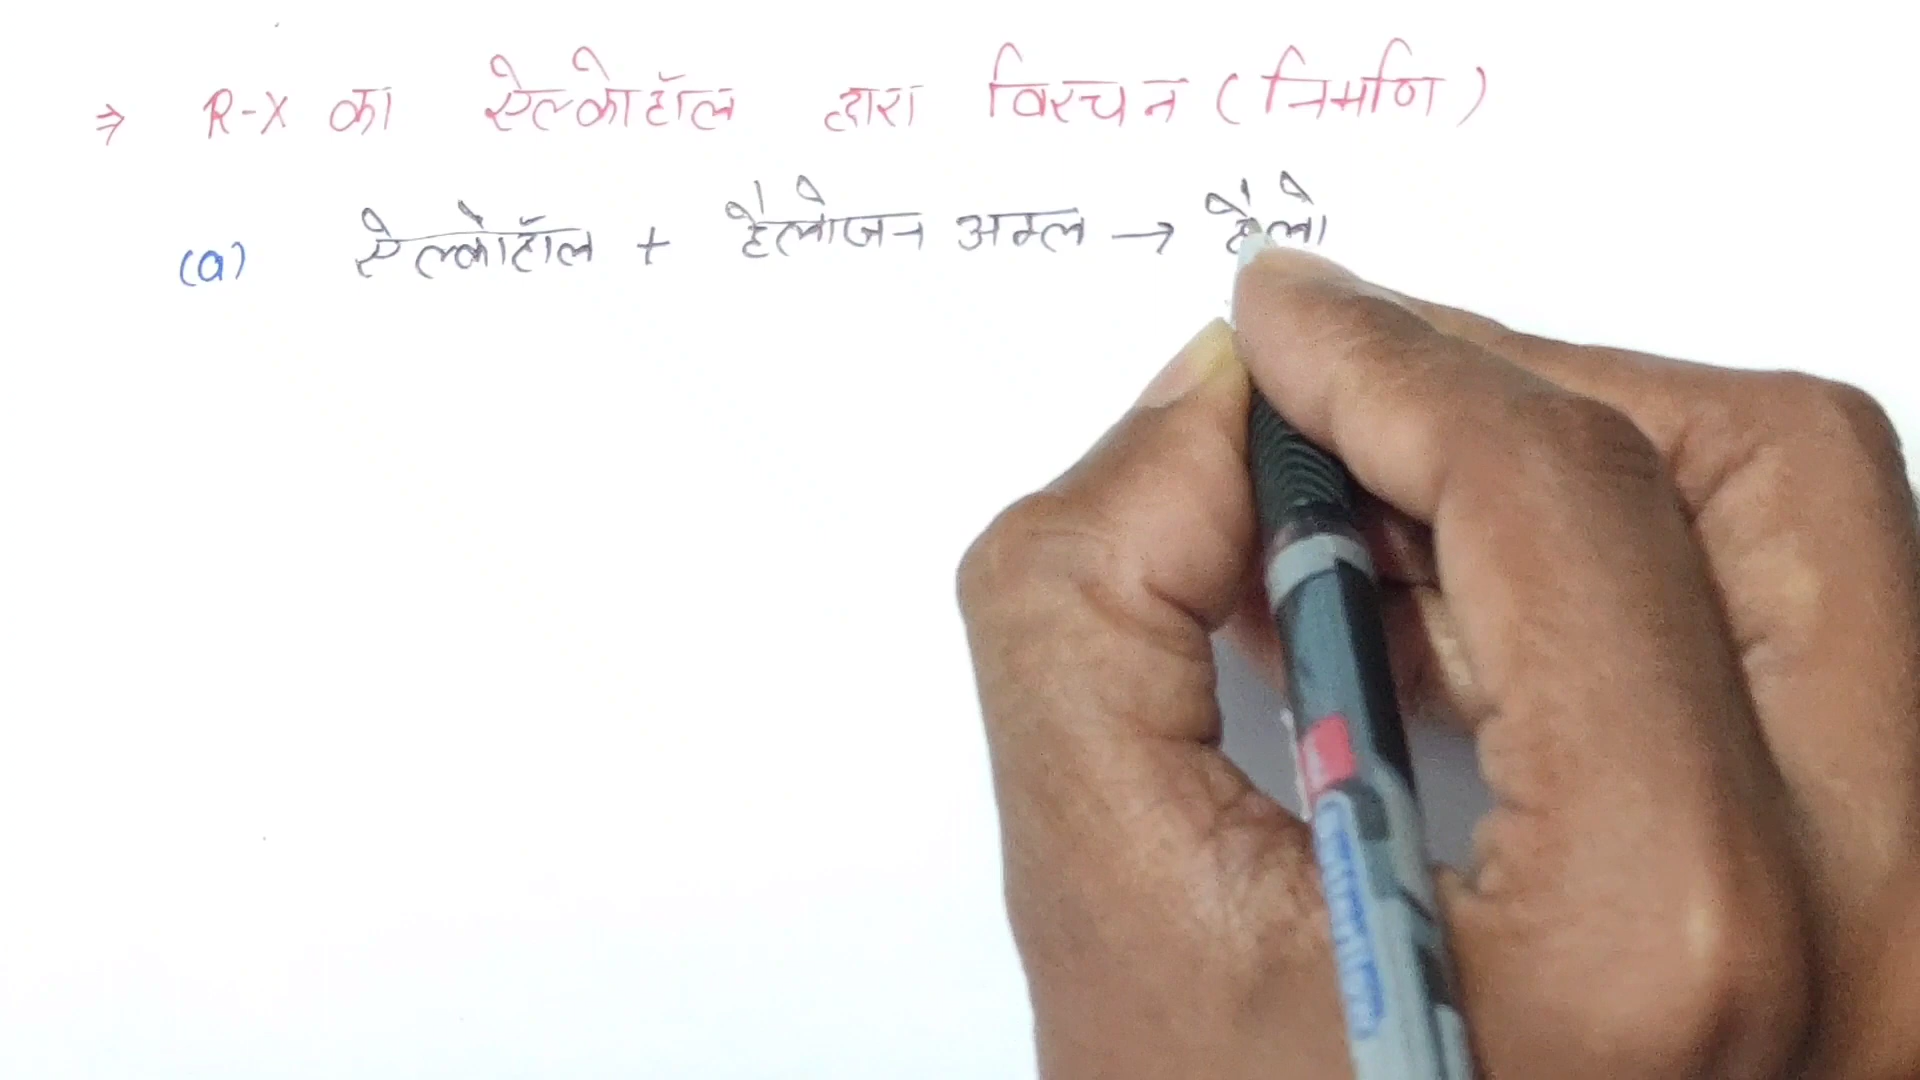 ⇒ R-X का ऐल्कोहॉल द्वारा विरचन (निर्माण)
(a) ऐल्कोहॉल + हैलोजन अम्ल → हैलो